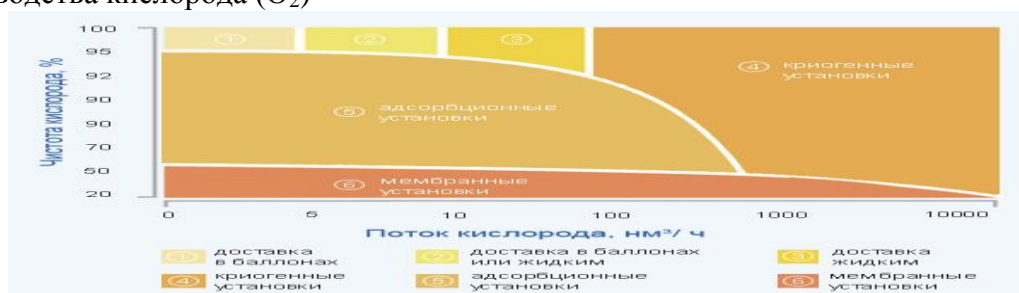 водства кислорода (O₂)
Чистота кислорода, %
100
95
92
90
90
70
50
20
1
2
3
4 криогенные
установки
5 адсорбционные
установки
6 мембранные
установки
0 5 10 100 1000 10000
Поток кислорода, нм³/ ч
1 доставка
в баллонах
2 доставка в баллонах
или жидким
3 доставка
жидким
4 криогенные
установки
5 адсорбционные
установки
6 мембранные
установки